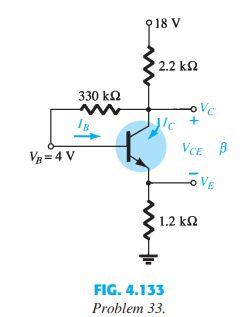 18 V
2.2 kΩ
330 kΩ
V_C
I_B
I_C
+
V_CE β
V_B = 4 V
–
V_E
1.2 kΩ
FIG. 4.133
Problem 33.